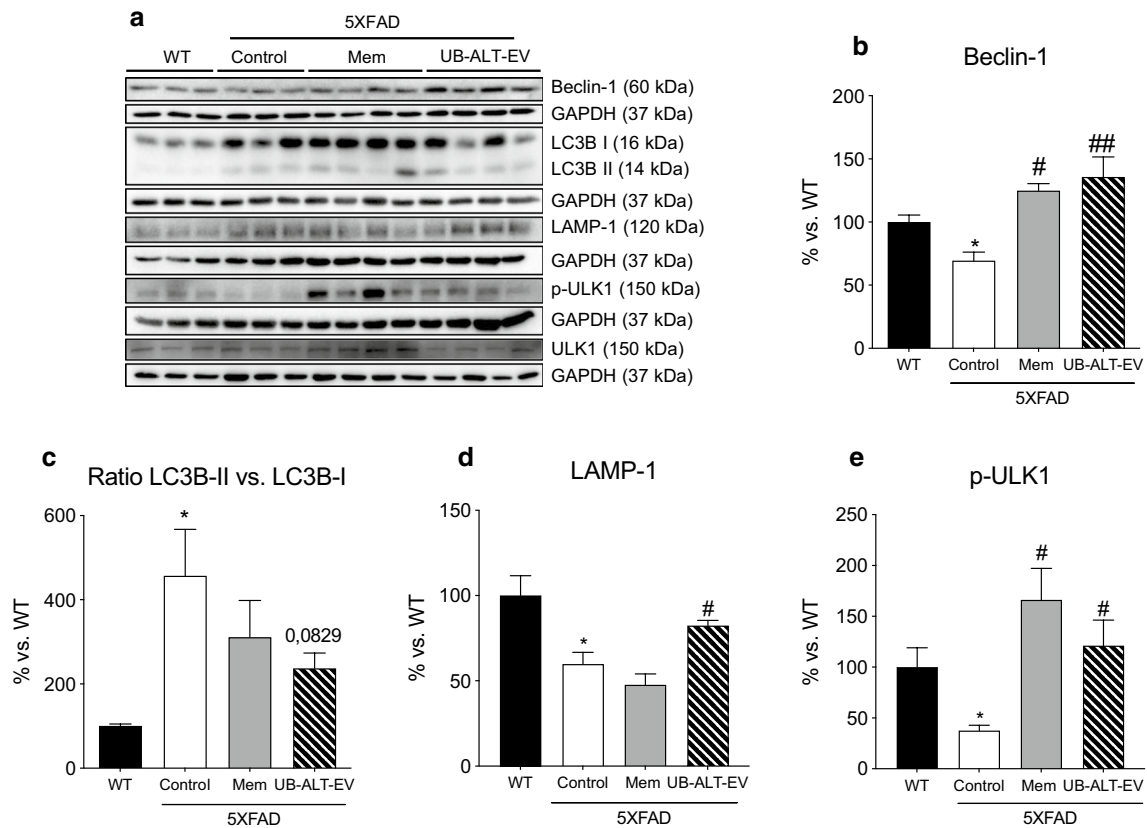 a
5XFAD
WT Control Mem UB-ALT-EV
Beclin-1 (60 kDa)
GAPDH (37 kDa)
LC3B I (16 kDa)
LC3B II (14 kDa)
GAPDH (37 kDa)
LAMP-1 (120 kDa)
GAPDH (37 kDa)
p-ULK1 (150 kDa)
GAPDH (37 kDa)
ULK1 (150 kDa)
GAPDH (37 kDa)
b
Beclin-1
% vs. WT
200
150
100
50
0
*
#
##
WT Control Mem UB-ALT-EV
5XFAD
c
Ratio LC3B-II vs. LC3B-I
% vs. WT
600
400
200
0
*
0,0829
WT Control Mem UB-ALT-EV
5XFAD
d
LAMP-1
% vs. WT
150
100
50
0
*
#
WT Control Mem UB-ALT-EV
5XFAD
e
p-ULK1
% vs. WT
250
200
150
100
50
0
*
#
#
WT Control Mem UB-ALT-EV
5XFAD